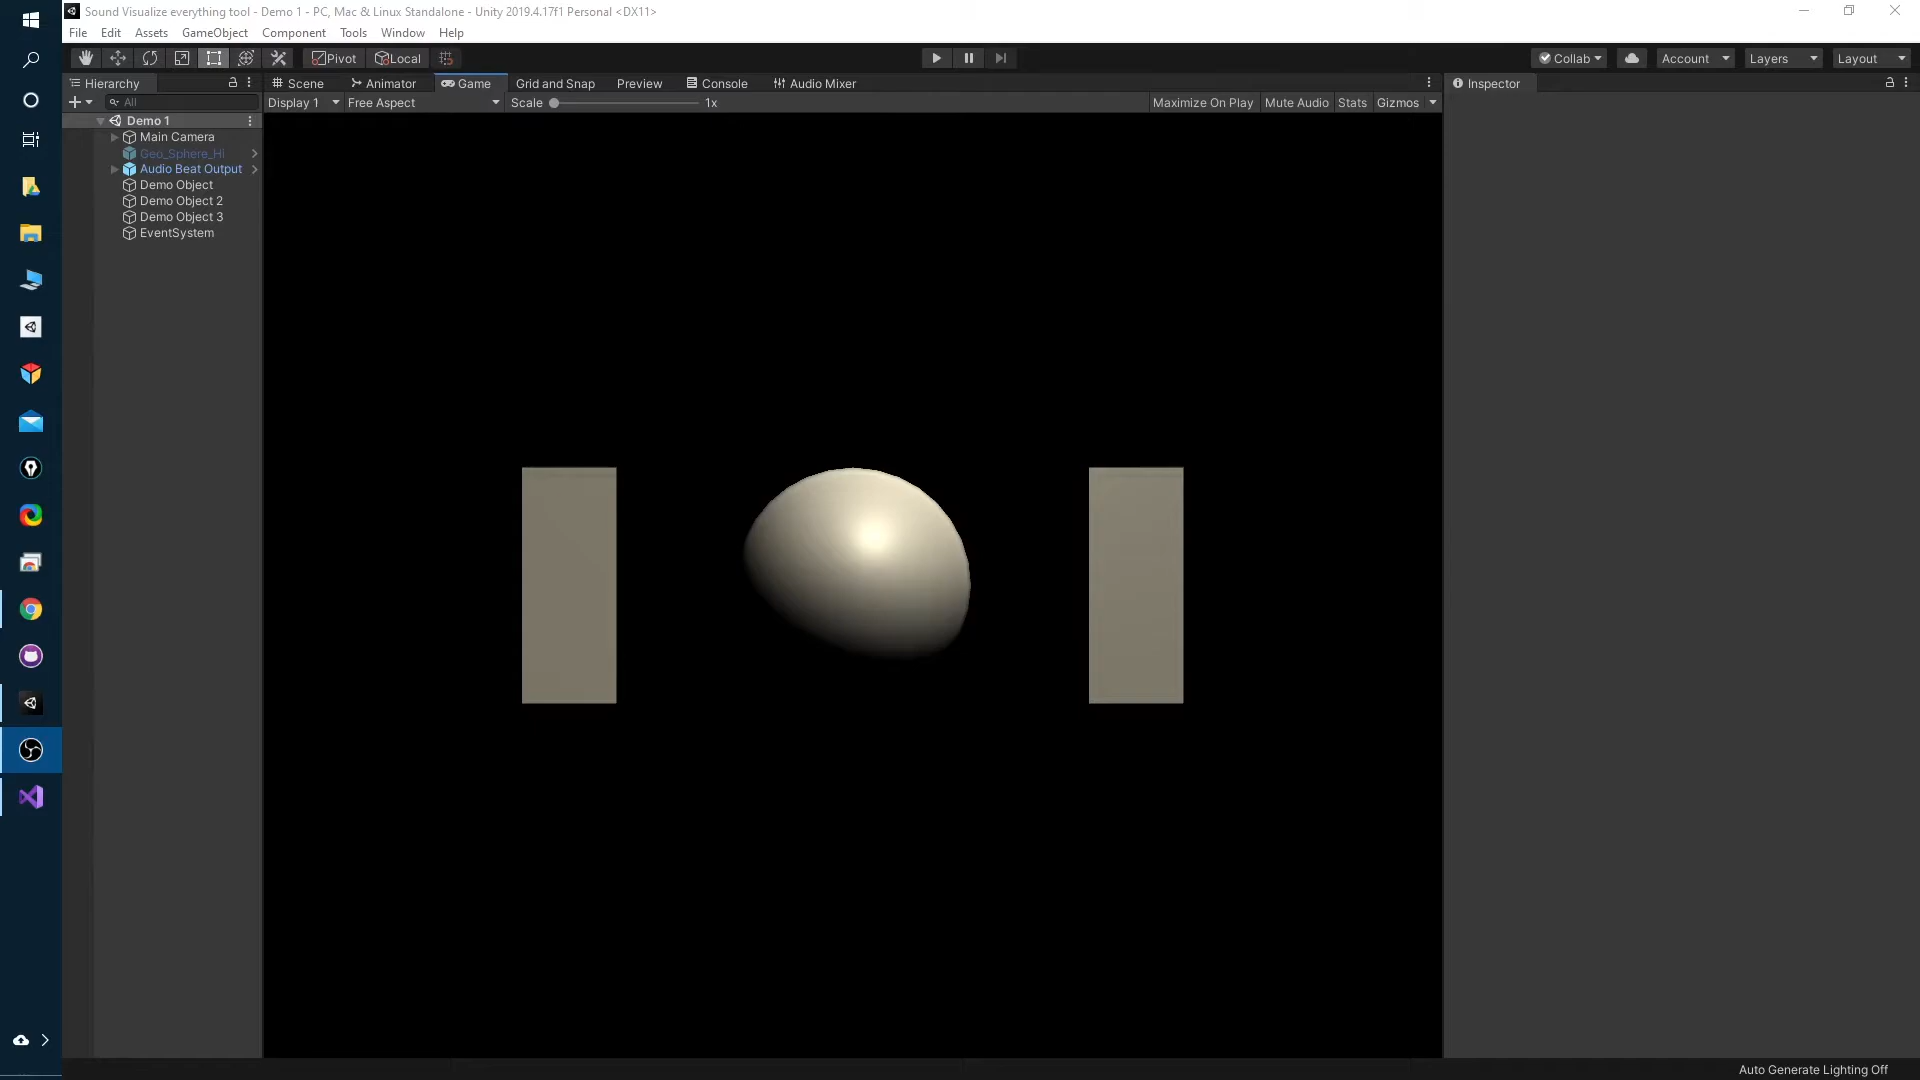 Sound Visualize everything tool - Demo 1 - PC, Mac & Linux Standalone - Unity 2019.4.17f1 Personal <DX11>
File Edit Assets GameObject Component Tools Window Help
Pivot Local Collab Account Layers Layout
Hierarchy Scene Animator Game Grid and Snap Preview Console Audio Mixer Inspector
All Display 1 Free Aspect Scale 1x Maximize On Play Mute Audio Stats Gizmos
Demo 1
Main Camera
Geo_Sphere_Hi
Audio Beat Output
Demo Object
Demo Object 2
Demo Object 3
EventSystem
Auto Generate Lighting Off